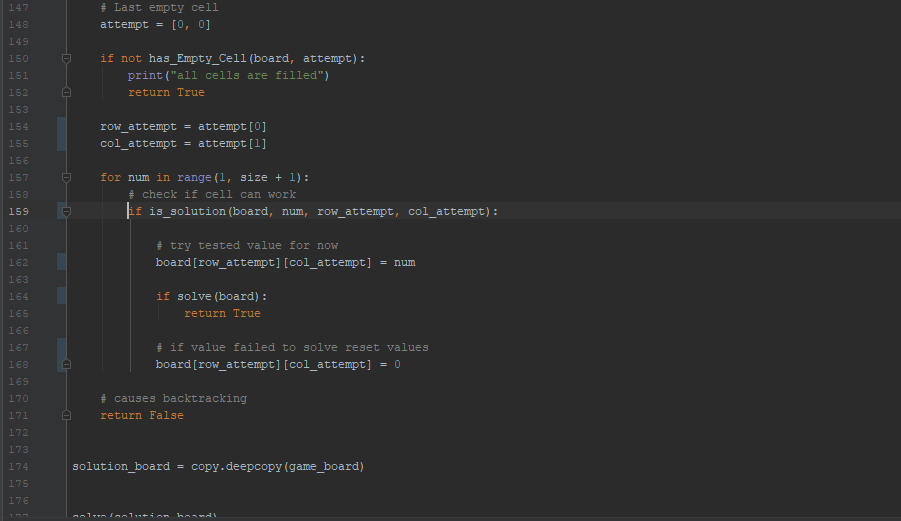 147 # Last empty cell
148 attempt = [0, 0]
149
150 if not has_Empty_Cell(board, attempt):
151 print("all cells are filled")
152 return True
153
154 row_attempt = attempt[0]
155 col_attempt = attempt[1]
156
157 for num in range(1, size + 1):
158 # check if cell can work
159 if is_solution(board, num, row_attempt, col_attempt):
160
161 # try tested value for now
162 board[row_attempt][col_attempt] = num
163
164 if solve(board):
165 return True
166
167 # if value failed to solve reset values
168 board[row_attempt][col_attempt] = 0
169
170 # causes backtracking
171 return False
172
173
174 solution_board = copy.deepcopy(game_board)
175
176
177 solve(solution_board)